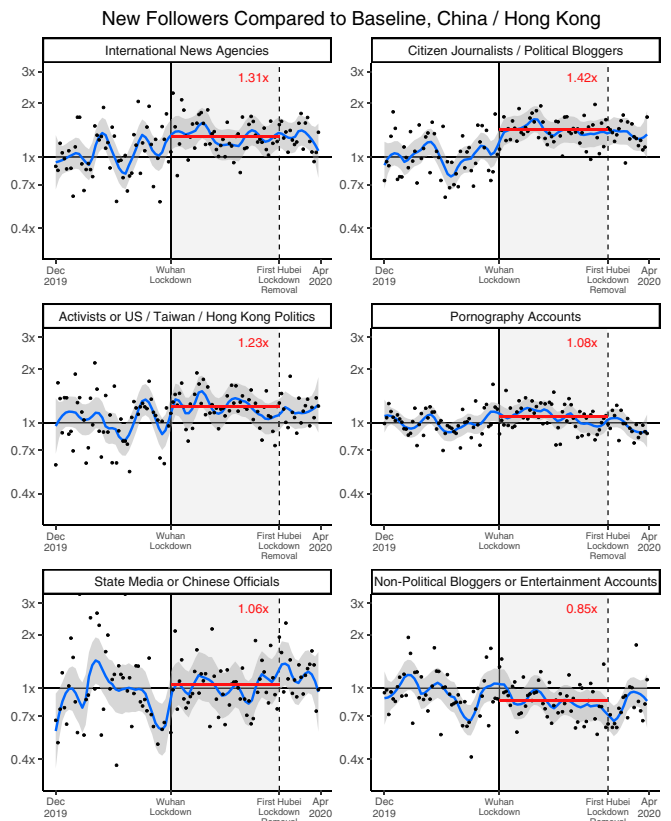 New Followers Compared to Baseline, China / Hong Kong
International News Agencies
3x
2x
1x
0.7x
0.4x
1.31x
Dec
2019
Wuhan
Lockdown
First Hubei
Lockdown
Removal
Apr
2020
Citizen Journalists / Political Bloggers
3x
2x
1x
0.7x
0.4x
1.42x
Dec
2019
Wuhan
Lockdown
First Hubei
Lockdown
Removal
Apr
2020
Activists or US / Taiwan / Hong Kong Politics
3x
2x
1x
0.7x
0.4x
1.23x
Dec
2019
Wuhan
Lockdown
First Hubei
Lockdown
Removal
Apr
2020
Pornography Accounts
3x
2x
1x
0.7x
0.4x
1.08x
Dec
2019
Wuhan
Lockdown
First Hubei
Lockdown
Removal
Apr
2020
State Media or Chinese Officials
3x
2x
1x
0.7x
0.4x
1.06x
Dec
2019
Wuhan
Lockdown
First Hubei
Lockdown
Removal
Apr
2020
Non-Political Bloggers or Entertainment Accounts
3x
2x
1x
0.7x
0.4x
0.85x
Dec
2019
Wuhan
Lockdown
First Hubei
Lockdown
Removal
Apr
2020